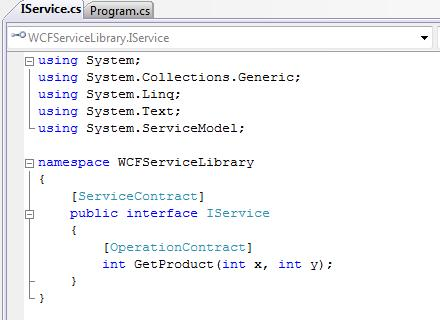 IService.cs Program.cs
WCFServiceLibrary.IService
using System;
using System.Collections.Generic;
using System.Linq;
using System.Text;
using System.ServiceModel;
namespace WCFServiceLibrary
{
[ServiceContract]
public interface IService
{
[OperationContract]
int GetProduct(int x, int y);
}
}